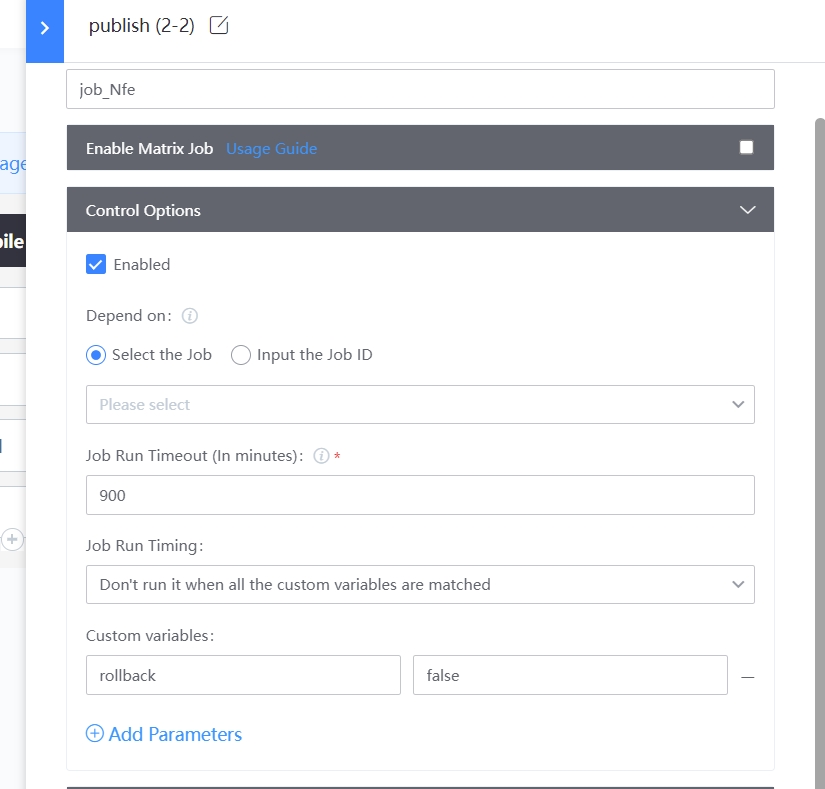 publish (2-2)
job_Nfe
age
Enable Matrix Job Usage Guide
Control Options
ile
Enabled
Depend on:
Select the Job Input the Job ID
Please select
Job Run Timeout (In minutes): *
900
Job Run Timing:
Don't run it when all the custom variables are matched
Custom variables:
rollback false
Add Parameters